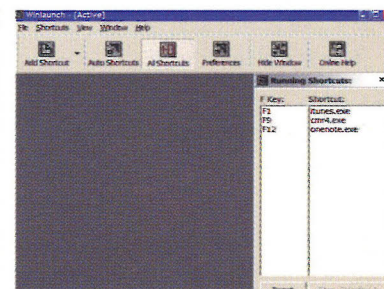 Winlaunch - [Active]
File Shortcuts View Window Help
Add Shortcut Auto Shortcuts All Shortcuts Preferences Hide Window Online Help
Running Shortcuts:
F Key: Shortcut:
F1 itunes.exe
F9 cmr4.exe
F12 onenote.exe